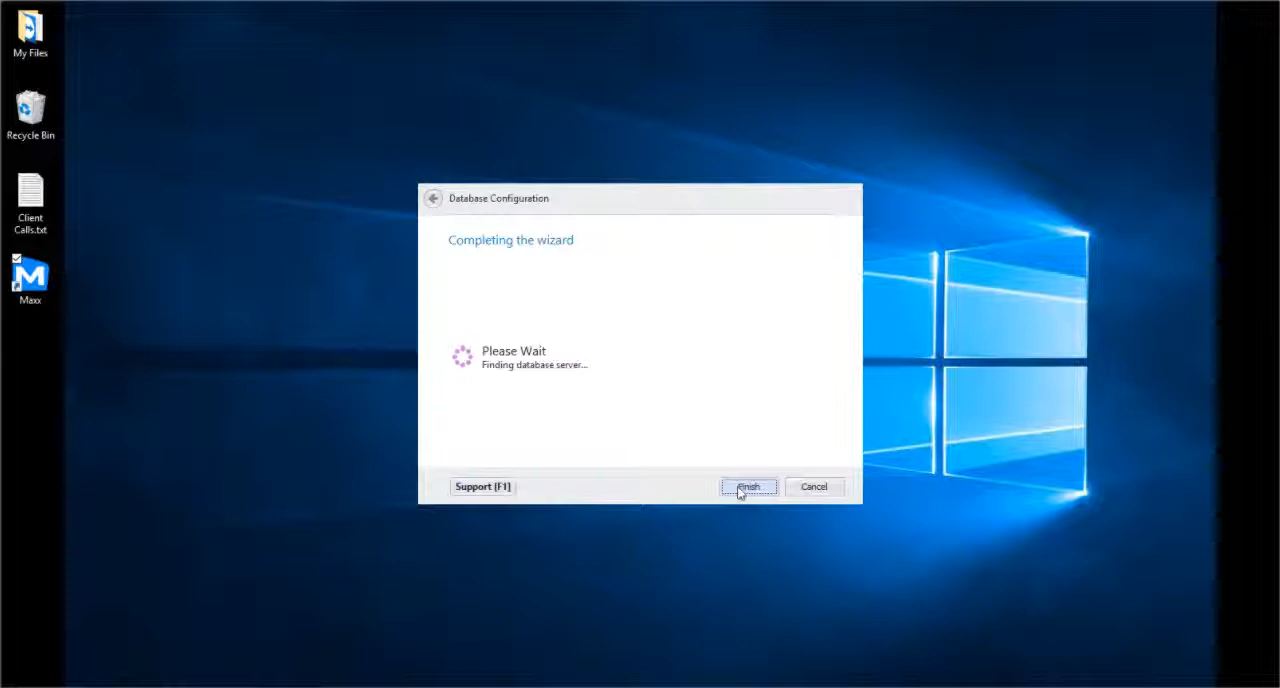 My Files
Recycle Bin
Client
Calls.txt
Maxx
Database Configuration
Completing the wizard
Please Wait
Finding database server...
Support [F1]
Finish
Cancel